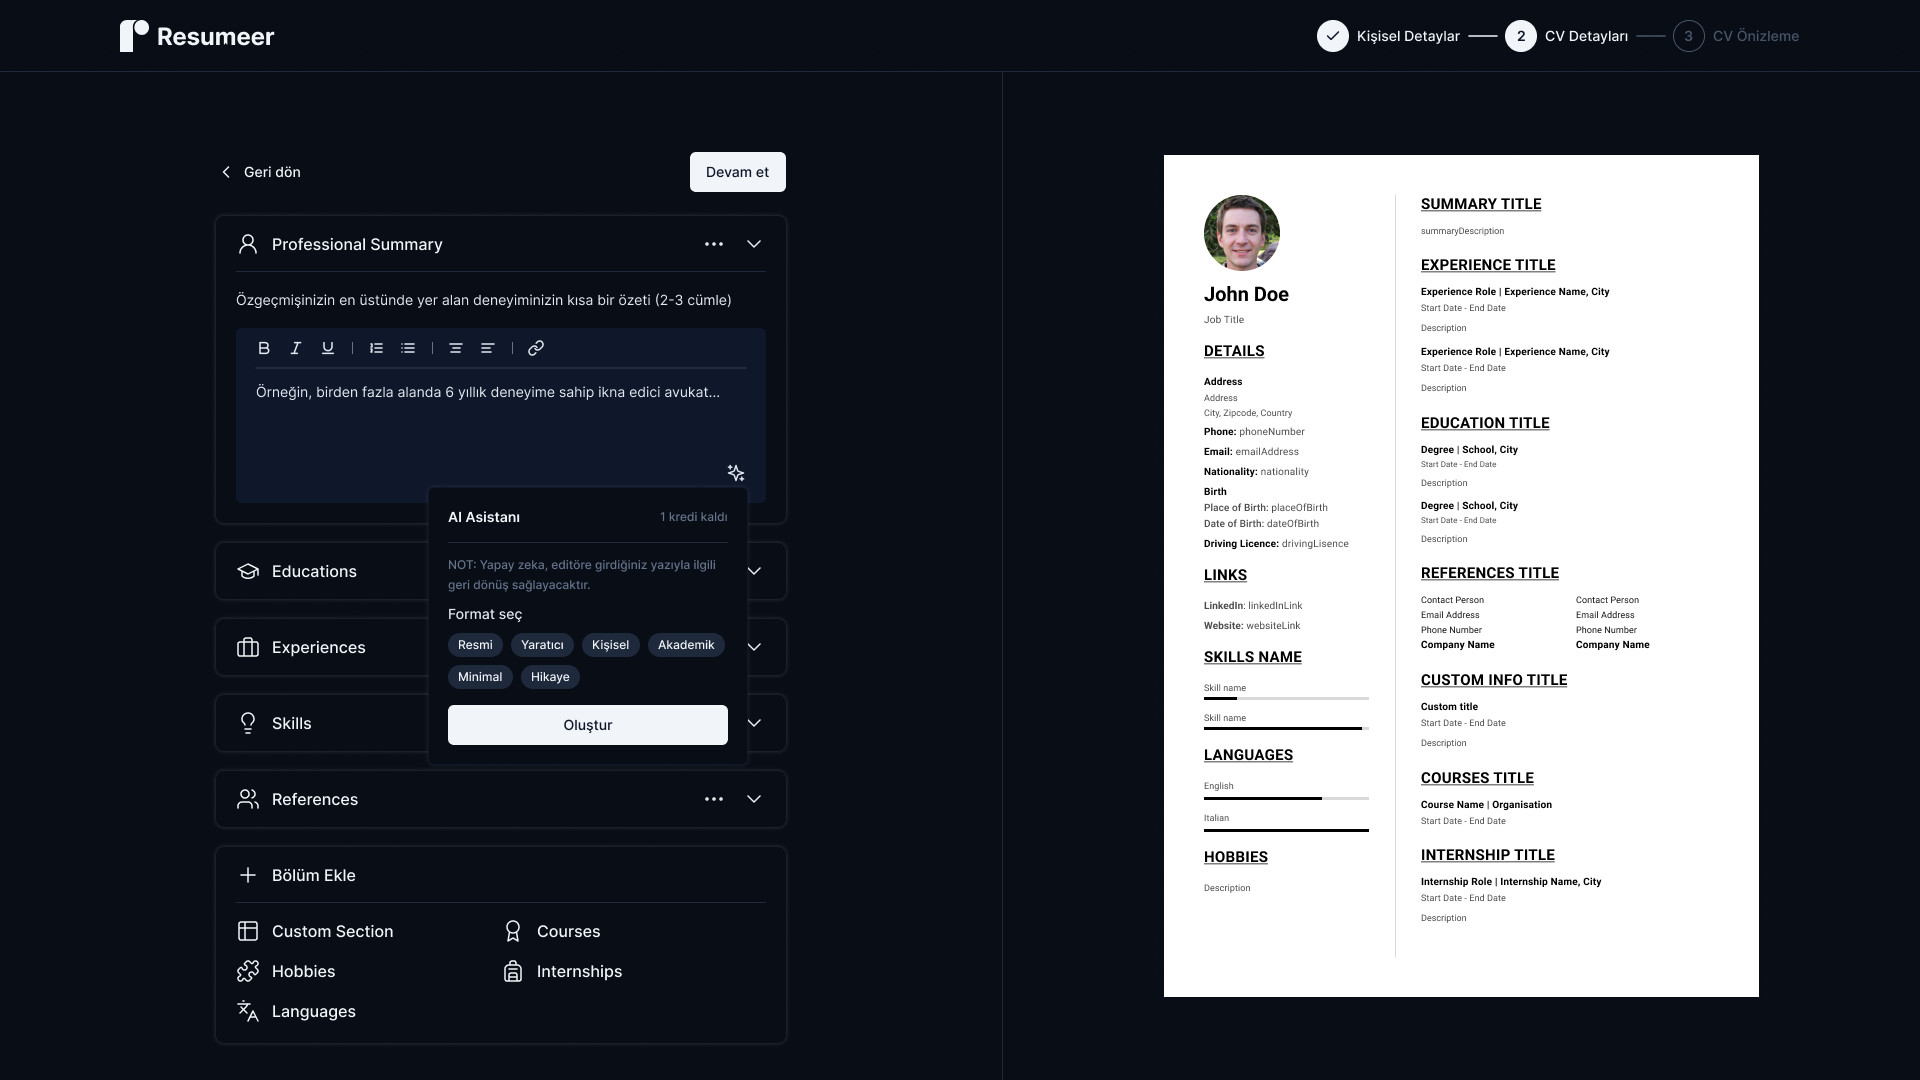 Resumeer
Kişisel Detaylar
2 CV Detayları
3 CV Önizleme
Geri dön
Devam et
Professional Summary
Özgeçmişinizin en üstünde yer alan deneyiminizin kısa bir özeti (2-3 cümle)
Örneğin, birden fazla alanda 6 yıllık deneyime sahip ikna edici avukat...
AI Asistanı
1 kredi kaldı
NOT: Yapay zeka, editöre girdiğiniz yazıyla ilgili
geri dönüş sağlayacaktır.
Format seç
Resmi Yaratıcı Kişisel Akademik
Minimal Hikaye
Oluştur
Educations
Experiences
Skills
References
Bölüm Ekle
Custom Section
Courses
Hobbies
Internships
Languages
John Doe
Job Title
DETAILS
Address
Address
City, Zipcode, Country
Phone: phoneNumber
Email: emailAddress
Nationality: nationality
Birth
Place of Birth: placeOfBirth
Date of Birth: dateOfBirth
Driving Licence: drivingLisence
LINKS
LinkedIn: linkedInLink
Website: websiteLink
SKILLS NAME
Skill name
Skill name
LANGUAGES
English
Italian
HOBBIES
Description
SUMMARY TITLE
summaryDescription
EXPERIENCE TITLE
Experience Role | Experience Name, City
Start Date - End Date
Description
Experience Role | Experience Name, City
Start Date - End Date
Description
EDUCATION TITLE
Degree | School, City
Start Date - End Date
Description
Degree | School, City
Start Date - End Date
Description
REFERENCES TITLE
Contact Person
Email Address
Phone Number
Company Name
Contact Person
Email Address
Phone Number
Company Name
CUSTOM INFO TITLE
Custom title
Start Date - End Date
Description
COURSES TITLE
Course Name | Organisation
Start Date - End Date
INTERNSHIP TITLE
Internship Role | Internship Name, City
Start Date - End Date
Description